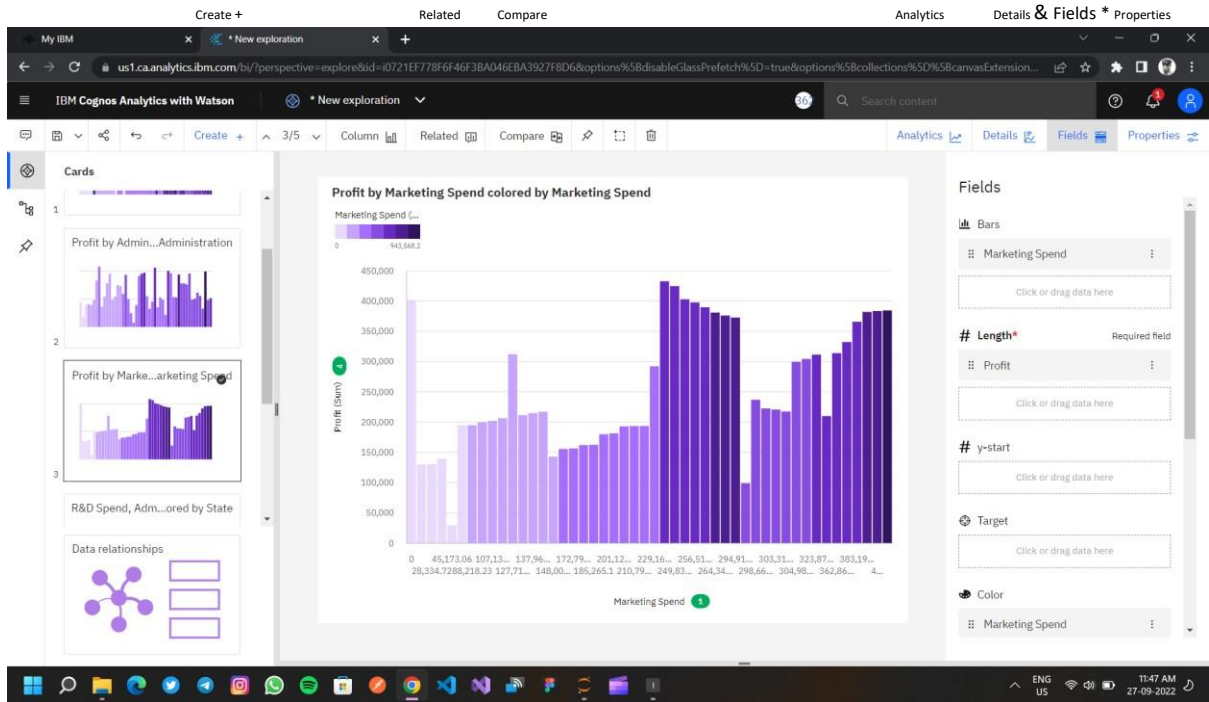 Create + Related Compare Analytics Details & Fields * Properties
My IBM * New exploration
us1.ca.analytics.ibm.com/bi/?perspective=explore&id=i0721EF778F6F46F3BA046EBA3927F8D6&options%5BdisableGlassPrefetch%5D=true&options%5Bcollections%5D%5BcanvasExtension...
IBM Cognos Analytics with Watson * New exploration Search content
Create + 3/5 Column Related Compare Analytics Details Fields Properties
Cards
1
Profit by Admin...Administration
2
Profit by Marke...arketing Spend
3
R&D Spend, Adm...ored by State
Data relationships
Profit by Marketing Spend colored by Marketing Spend
Marketing Spend (...
0 943,568.2
450,000
400,000
350,000
300,000
250,000
200,000
150,000
100,000
50,000
0
Profit (Sum) 4
0 45,173.06 107,13... 137,96... 172,79... 201,12... 229,16... 256,51... 294,91... 303,31... 323,87... 383,19...
28,334.72 88,218.23 127,71... 148,00... 185,265.1 210,79... 249,83... 264,34... 298,66... 304,98... 362,86... 4...
Marketing Spend 1
Fields
Bars
Marketing Spend
Click or drag data here
# Length* Required field
Profit
Click or drag data here
# y-start
Click or drag data here
Target
Click or drag data here
Color
Marketing Spend
ENG 11:47 AM
US 27-09-2022